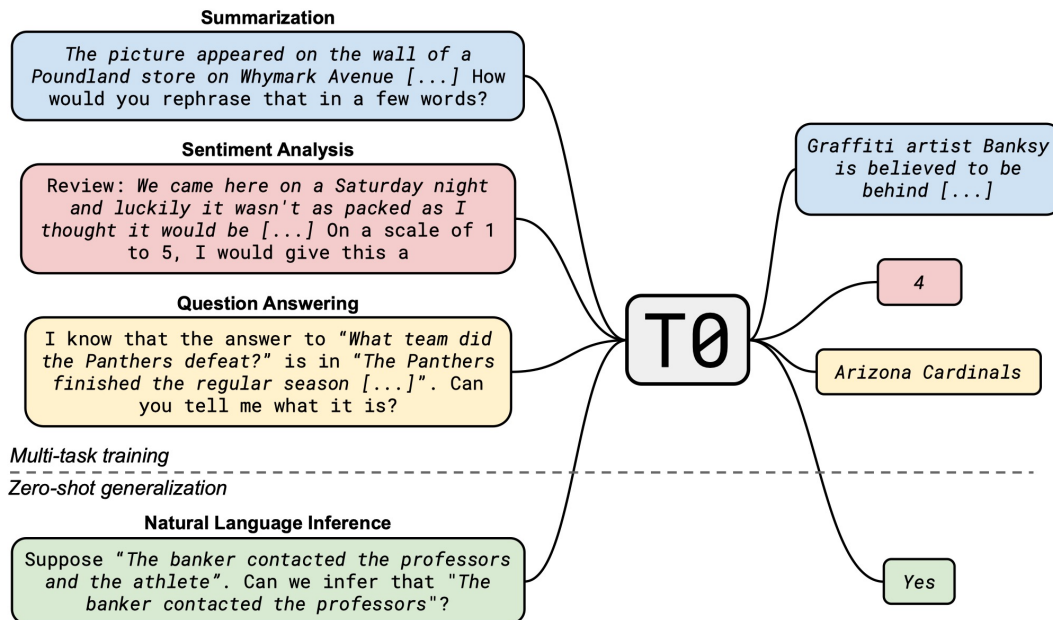 Summarization
The picture appeared on the wall of a
Poundland store on Whymark Avenue [...] How
would you rephrase that in a few words?
Sentiment Analysis
Review: We came here on a Saturday night
and luckily it wasn't as packed as I
thought it would be [...] On a scale of 1
to 5, I would give this a
Question Answering
I know that the answer to “What team did
the Panthers defeat?” is in “The Panthers
finished the regular season [...]”. Can
you tell me what it is?
Multi-task training
Zero-shot generalization
Natural Language Inference
Suppose “The banker contacted the professors
and the athlete”. Can we infer that "The
banker contacted the professors"?
T0
Graffiti artist Banksy
is believed to be
behind [...]
4
Arizona Cardinals
Yes